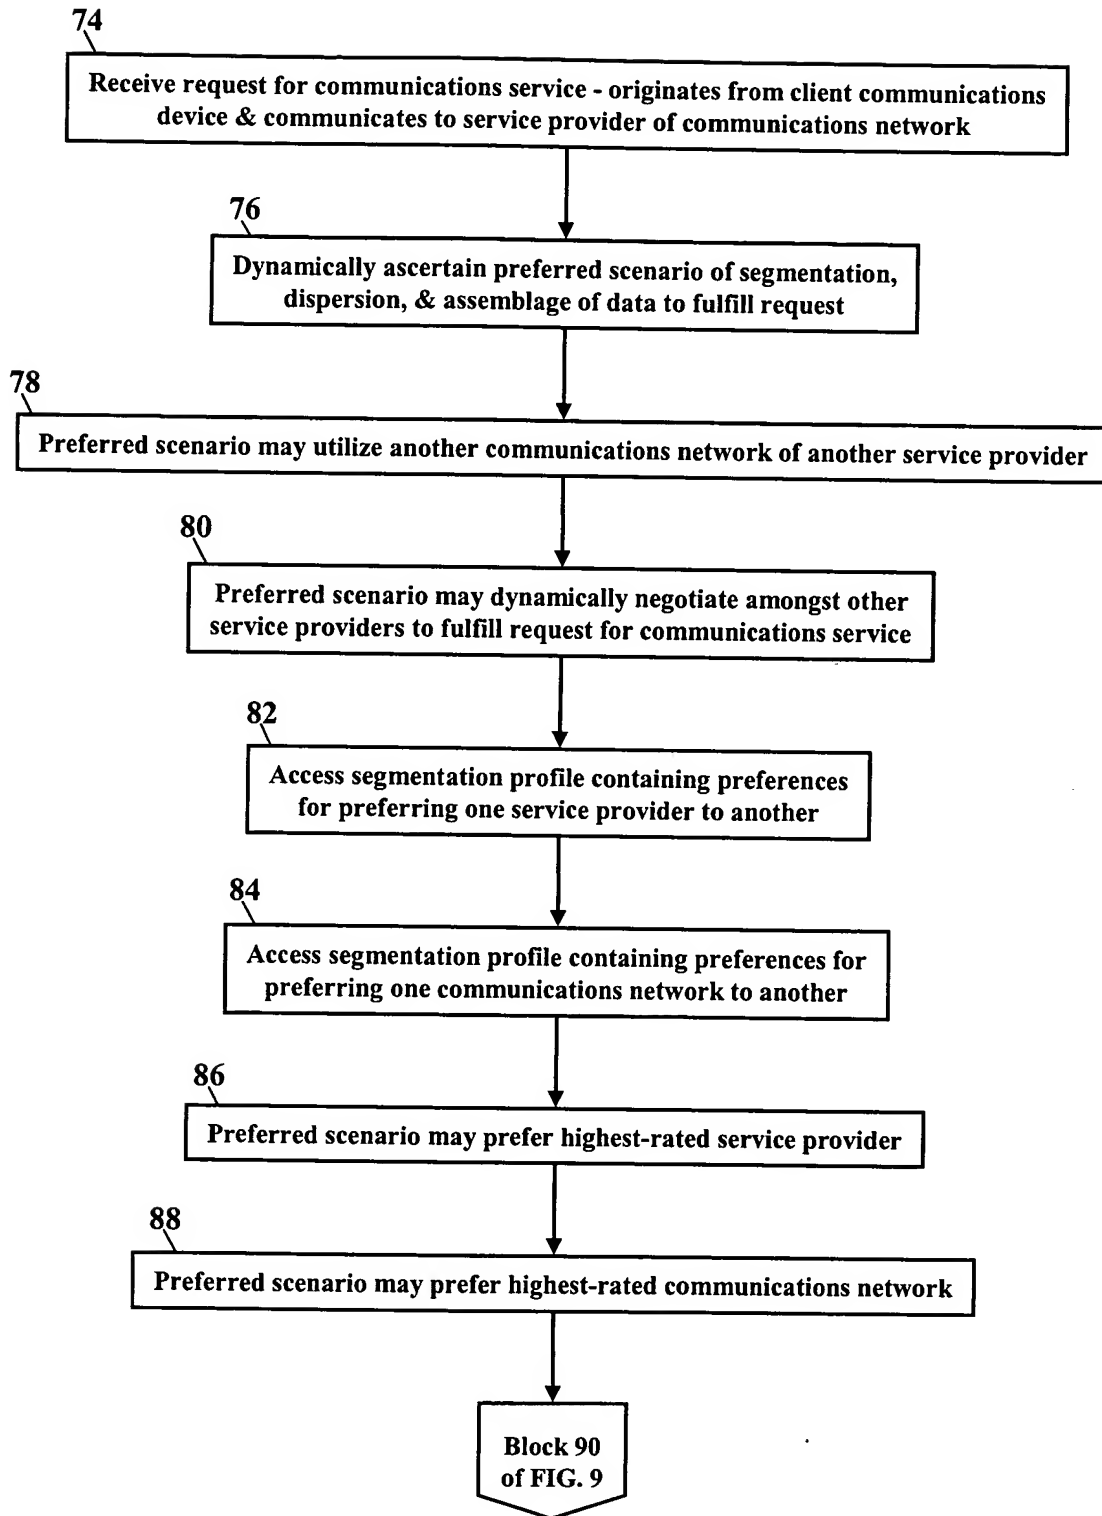 74
Receive request for communications service - originates from client communications
device & communicates to service provider of communications network
76
Dynamically ascertain preferred scenario of segmentation,
dispersion, & assemblage of data to fulfill request
78
Preferred scenario may utilize another communications network of another service provider
80
Preferred scenario may dynamically negotiate amongst other
service providers to fulfill request for communications service
82
Access segmentation profile containing preferences
for preferring one service provider to another
84
Access segmentation profile containing preferences for
preferring one communications network to another
86
Preferred scenario may prefer highest-rated service provider
88
Preferred scenario may prefer highest-rated communications network
Block 90
of FIG. 9